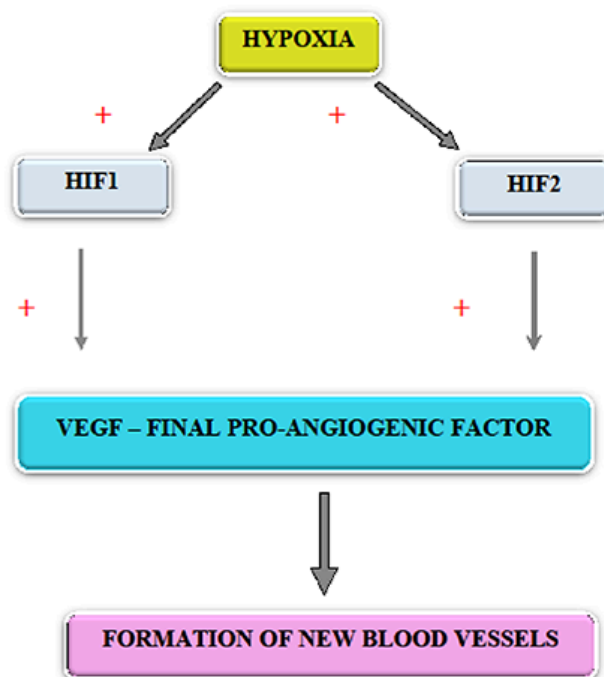 HYPOXIA
+
+
HIF1
HIF2
+
+
VEGF – FINAL PRO-ANGIOGENIC FACTOR
FORMATION OF NEW BLOOD VESSELS